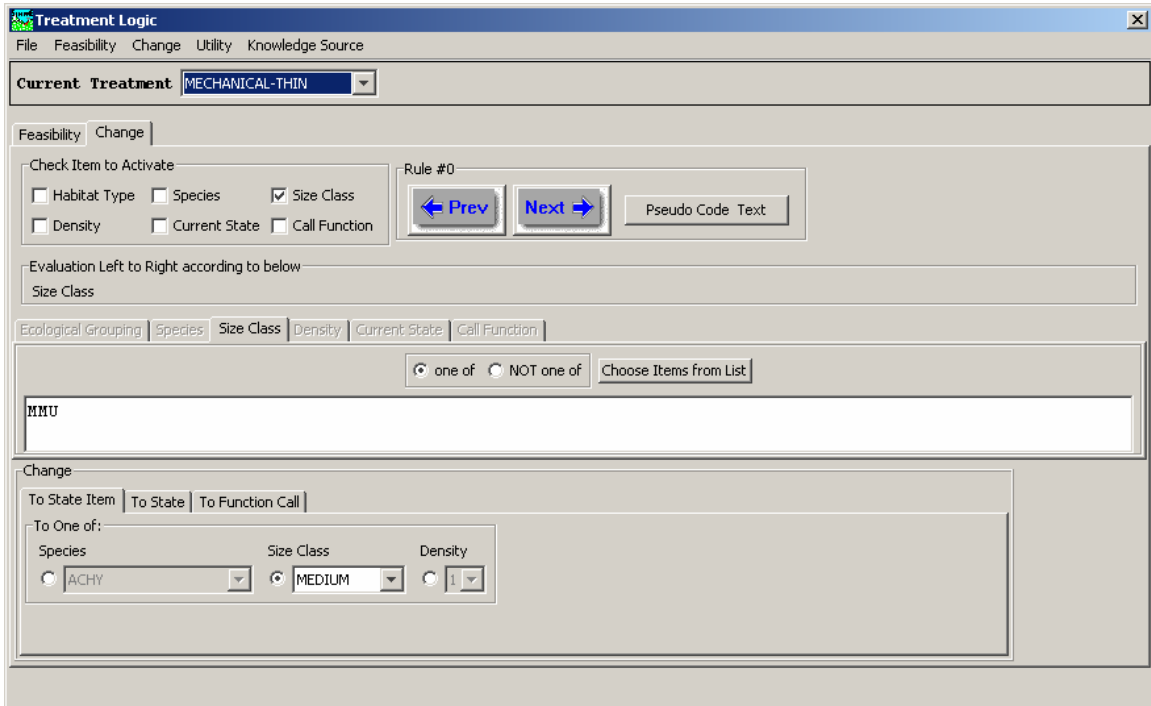 Treatment Logic
File Feasibility Change Utility Knowledge Source
Current Treatment MECHANICAL-THIN
Feasibility Change
Check Item to Activate
Habitat Type Species Size Class
Density Current State Call Function
Rule #0
Prev Next Pseudo Code Text
Evaluation Left to Right according to below
Size Class
Ecological Grouping Species Size Class Density Current State Call Function
one of NOT one of Choose Items from List
MMU
Change
To State Item To State To Function Call
To One of:
Species Size Class Density
ACHY MEDIUM 1